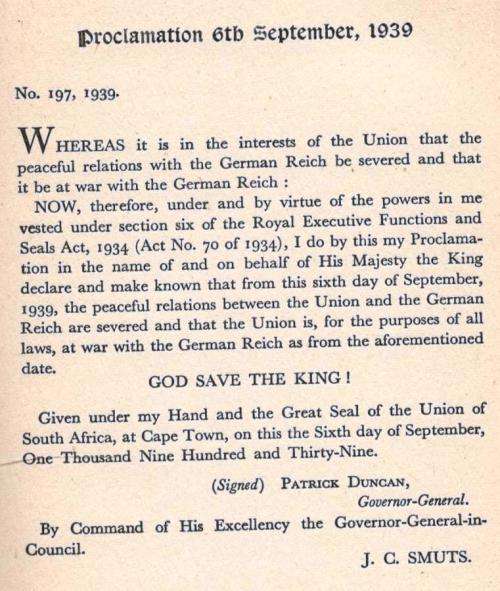 Proclamation 6th September, 1939
No. 197, 1939.
WHEREAS it is in the interests of the Union that the
peaceful relations with the German Reich be severed and that
it be at war with the German Reich :
NOW, therefore, under and by virtue of the powers in me
vested under section six of the Royal Executive Functions and
Seals Act, 1934 (Act No. 70 of 1934), I do by this my Proclama-
tion in the name of and on behalf of His Majesty the King
declare and make known that from this sixth day of September,
1939, the peaceful relations between the Union and the German
Reich are severed and that the Union is, for the purposes of all
laws, at war with the German Reich as from the aforementioned
date.
GOD SAVE THE KING !
Given under my Hand and the Great Seal of the Union of
South Africa, at Cape Town, on this the Sixth day of September,
One Thousand Nine Hundred and Thirty-Nine.
(Signed) PATRICK DUNCAN,
Governor-General.
By Command of His Excellency the Governor-General-in-
Council.
J. C. SMUTS.